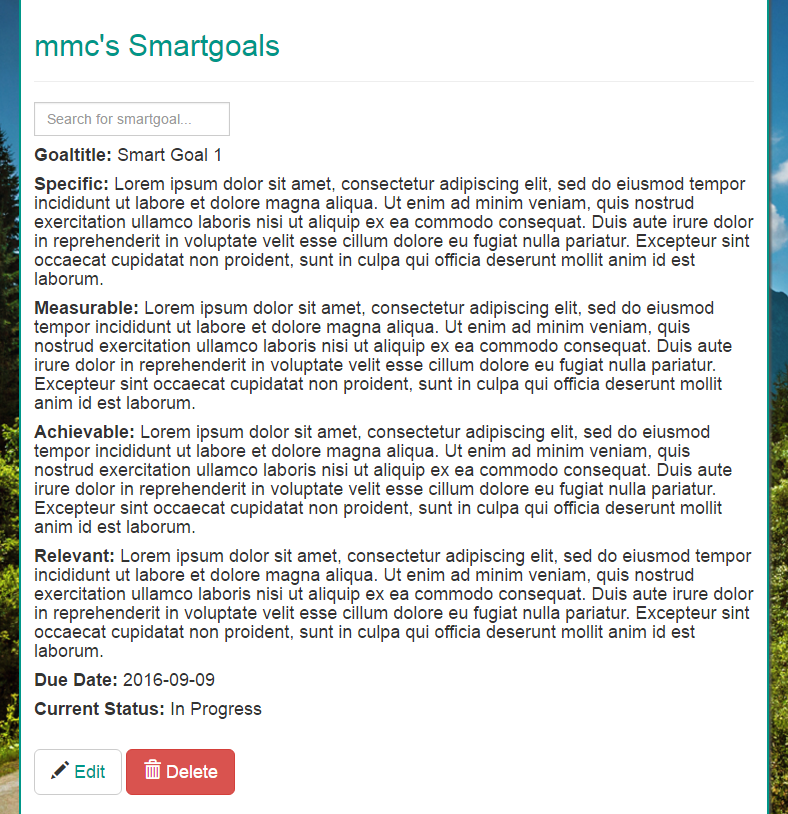 mmc's Smartgoals
Search for smartgoal...
Goaltitle: Smart Goal 1
Specific: Lorem ipsum dolor sit amet, consectetur adipiscing elit, sed do eiusmod tempor
incididunt ut labore et dolore magna aliqua. Ut enim ad minim veniam, quis nostrud
exercitation ullamco laboris nisi ut aliquip ex ea commodo consequat. Duis aute irure dolor
in reprehenderit in voluptate velit esse cillum dolore eu fugiat nulla pariatur. Excepteur sint
occaecat cupidatat non proident, sunt in culpa qui officia deserunt mollit anim id est
laborum.
Measurable: Lorem ipsum dolor sit amet, consectetur adipiscing elit, sed do eiusmod
tempor incididunt ut labore et dolore magna aliqua. Ut enim ad minim veniam, quis
nostrud exercitation ullamco laboris nisi ut aliquip ex ea commodo consequat. Duis aute
irure dolor in reprehenderit in voluptate velit esse cillum dolore eu fugiat nulla pariatur.
Excepteur sint occaecat cupidatat non proident, sunt in culpa qui officia deserunt mollit
anim id est laborum.
Achievable: Lorem ipsum dolor sit amet, consectetur adipiscing elit, sed do eiusmod
tempor incididunt ut labore et dolore magna aliqua. Ut enim ad minim veniam, quis
nostrud exercitation ullamco laboris nisi ut aliquip ex ea commodo consequat. Duis aute
irure dolor in reprehenderit in voluptate velit esse cillum dolore eu fugiat nulla pariatur.
Excepteur sint occaecat cupidatat non proident, sunt in culpa qui officia deserunt mollit
anim id est laborum.
Relevant: Lorem ipsum dolor sit amet, consectetur adipiscing elit, sed do eiusmod tempor
incididunt ut labore et dolore magna aliqua. Ut enim ad minim veniam, quis nostrud
exercitation ullamco laboris nisi ut aliquip ex ea commodo consequat. Duis aute irure dolor
in reprehenderit in voluptate velit esse cillum dolore eu fugiat nulla pariatur. Excepteur sint
occaecat cupidatat non proident, sunt in culpa qui officia deserunt mollit anim id est
laborum.
Due Date: 2016-09-09
Current Status: In Progress
Edit Delete